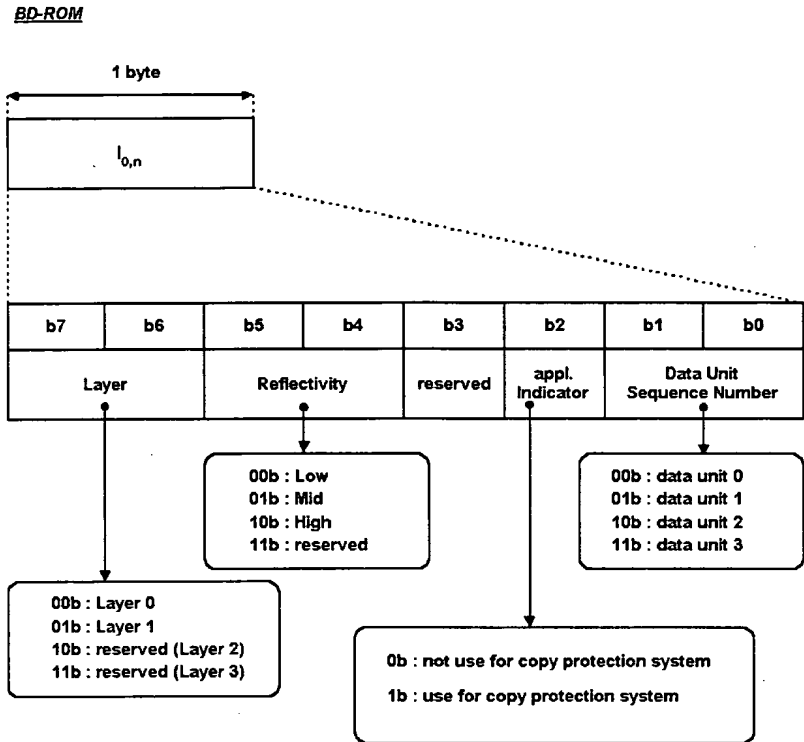 BD-ROM
1 byte
I0,n
b7 b6 b5 b4 b3 b2 b1 b0
Layer Reflectivity reserved appl. Indicator Data Unit Sequence Number
00b : Low
01b : Mid
10b : High
11b : reserved
00b : data unit 0
01b : data unit 1
10b : data unit 2
11b : data unit 3
00b : Layer 0
01b : Layer 1
10b : reserved (Layer 2)
11b : reserved (Layer 3)
0b : not use for copy protection system
1b : use for copy protection system